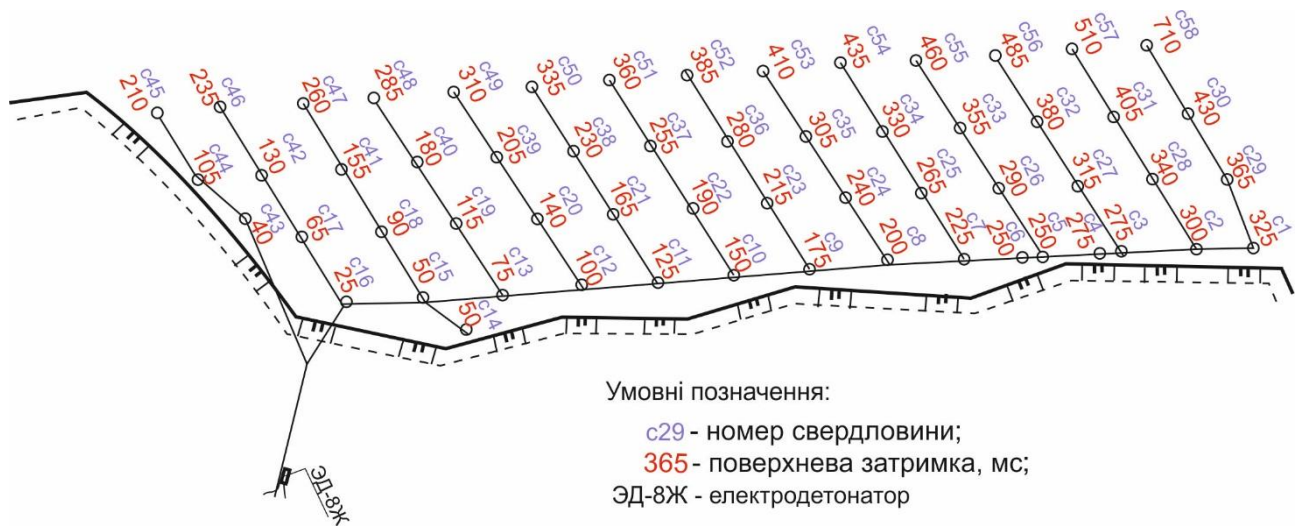 с45
210
с46
235
с47
260
с48
285
с49
310
с50
335
с51
360
с52
385
с53
410
с54
435
с55
460
с56
485
с57
510
с58
710
с44
105
с42
130
с41
155
с40
180
с39
205
с38
230
с37
255
с36
280
с35
305
с34
330
с33
355
с32
380
с31
405
с30
430
с43
40
с17
65
с18
90
с19
115
с20
140
с21
165
с22
190
с23
215
с24
240
с25
265
с26
290
с27
315
с28
340
с29
365
с16
25
с15
50
с14
50
с13
75
с12
100
с11
125
с10
150
с9
175
с8
200
с7
225
с6
250
с5
250
с4
275
с3
275
с2
300
с1
325
ЭД-8Ж
Умовні позначення:
с29 - номер свердловини;
365 - поверхнева затримка, мс;
ЭД-8Ж - електродетонатор